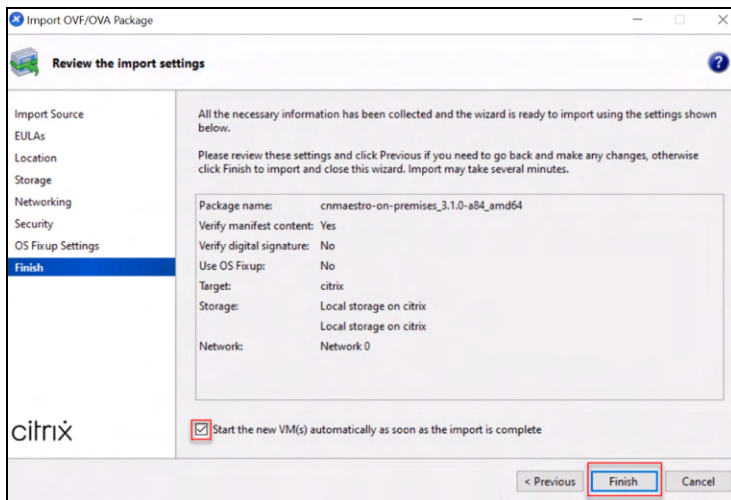 Import OVF/OVA Package
Review the import settings
Import Source
EULAs
Location
Storage
Networking
Security
OS Fixup Settings
Finish
All the necessary information has been collected and the wizard is ready to import using the settings shown
below.
Please review these settings and click Previous if you need to go back and make any changes, otherwise
click Finish to import and close this wizard. Import may take several minutes.
Package name: cnmaestro-on-premises_3.1.0-a84_amd64
Verify manifest content: Yes
Verify digital signature: No
Use OS Fixup: No
Target: citrix
Storage: Local storage on citrix
Local storage on citrix
Network: Network 0
citrix
Start the new VM(s) automatically as soon as the import is complete
< Previous Finish Cancel